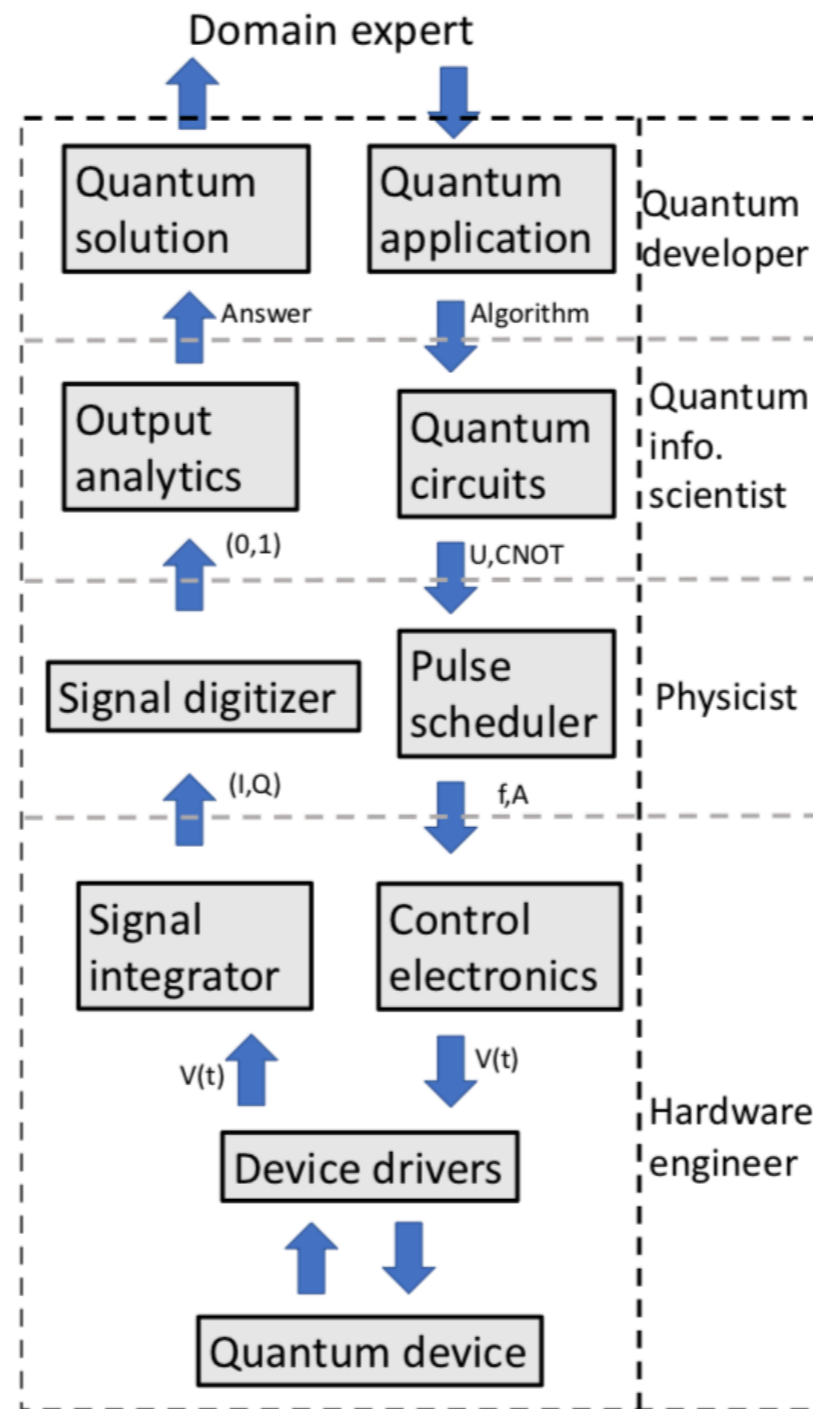 Domain expert
Quantum
solution
Quantum
application
Quantum
developer
Answer
Algorithm
Output
analytics
Quantum
circuits
Quantum
info.
scientist
(0,1)
U,CNOT
Signal digitizer
Pulse
scheduler
Physicist
(I,Q)
f,A
Signal
integrator
Control
electronics
V(t)
V(t)
Hardware
engineer
Device drivers
Quantum device